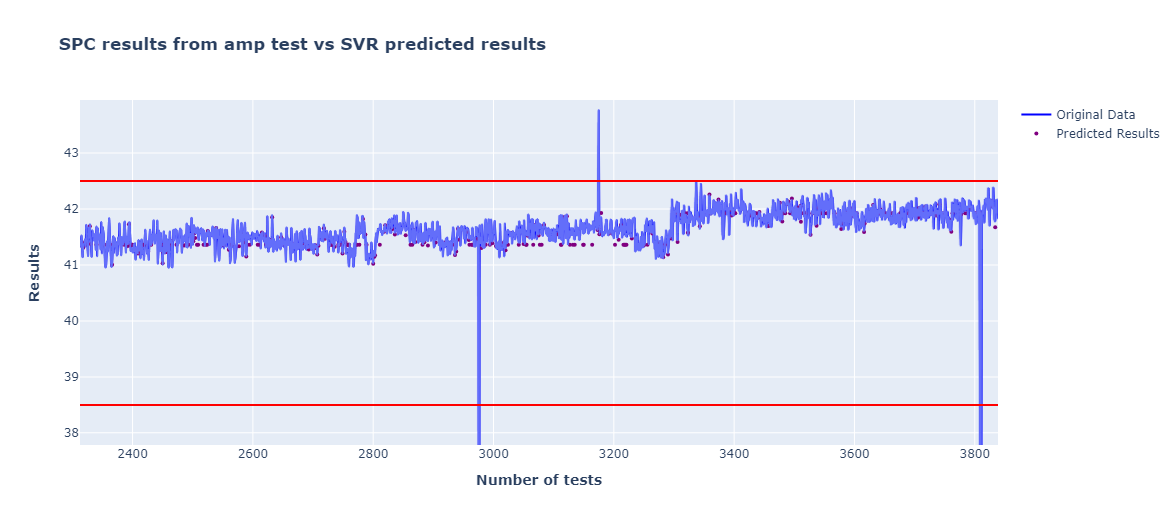 SPC results from amp test vs SVR predicted results
Original Data
Predicted Results
43
42
41
40
39
38
Results
2400 2600 2800 3000 3200 3400 3600 3800
Number of tests